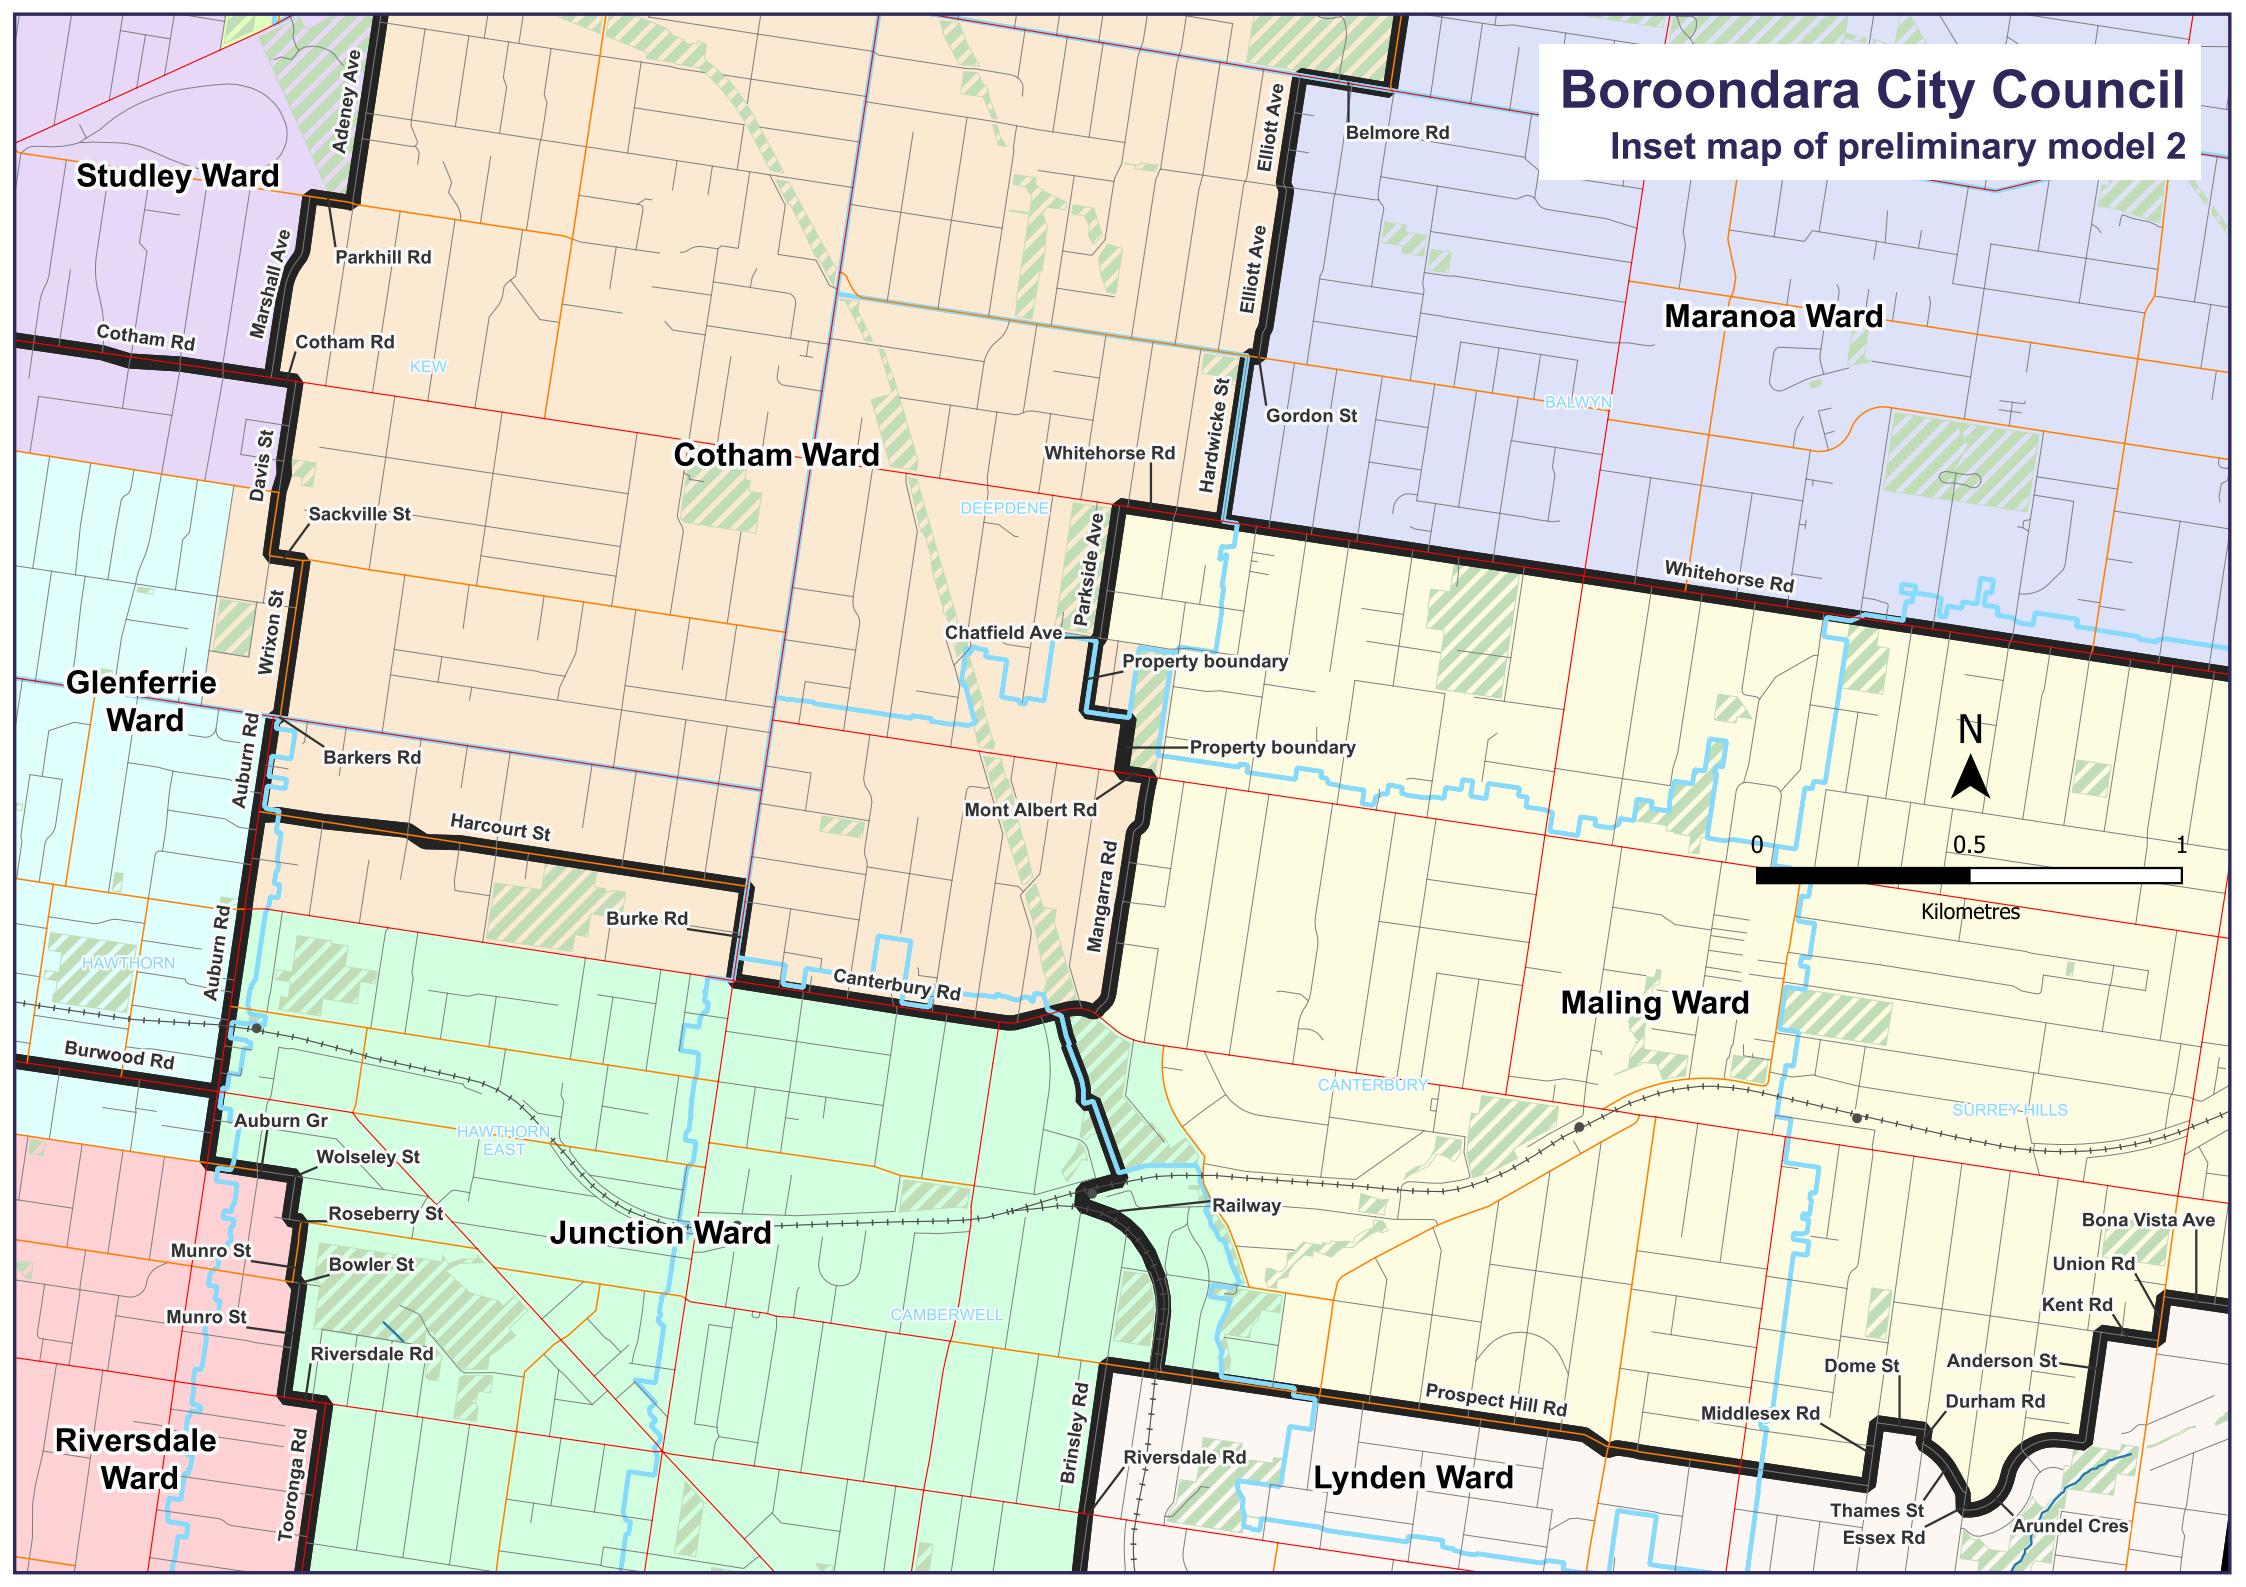 Boroondara City Council
Inset map of preliminary model 2
Adeney Ave
Elliott Ave
Belmore Rd
Studley Ward
Parkhill Rd
Marshall Ave
Elliott Ave
Maranoa Ward
Cotham Rd
Cotham Rd
KEW
BALWYN
Gordon St
Hardwicke St
Cotham Ward
Whitehorse Rd
Davis St
Sackville St
DEEPDENE
Parkside Ave
Whitehorse Rd
Wrixon St
Chatfield Ave
Property boundary
Glenferrie
Ward
Auburn Rd
Barkers Rd
Property boundary
N
Mont Albert Rd
Harcourt St
0 0.5 1
Kilometres
Mangarra Rd
Burke Rd
Auburn Rd
HAWTHORN
Canterbury Rd
Maling Ward
Burwood Rd
CANTERBURY
SURREY HILLS
Auburn Gr
HAWTHORN
EAST
Wolseley St
Roseberry St
Junction Ward
Railway
Bona Vista Ave
Munro St
Bowler St
Union Rd
Kent Rd
Munro St
CAMBERWELL
Riversdale Rd
Dome St
Anderson St
Brinsley Rd
Prospect Hill Rd
Middlesex Rd
Durham Rd
Riversdale
Ward
Tooronga Rd
Riversdale Rd
Lynden Ward
Thames St
Essex Rd
Arundel Cres